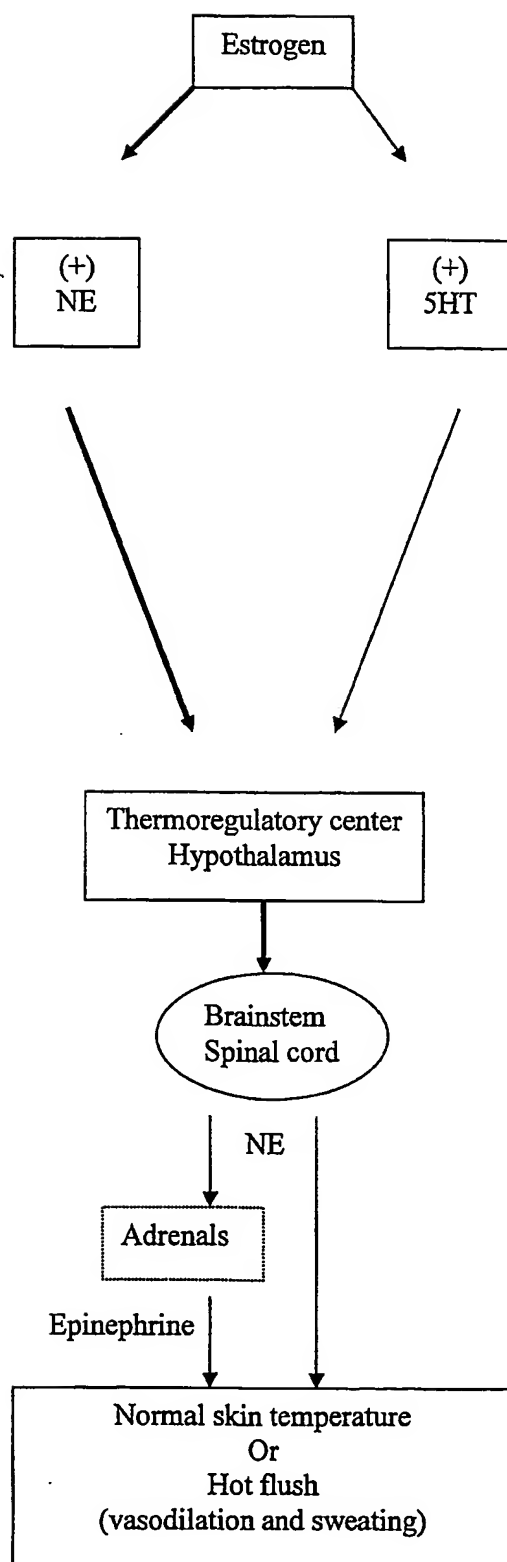 Estrogen
(+)
NE
(+)
5HT
Thermoregulatory center
Hypothalamus
Brainstem
Spinal cord
NE
Adrenals
Epinephrine
Normal skin temperature
Or
Hot flush
(vasodilation and sweating)